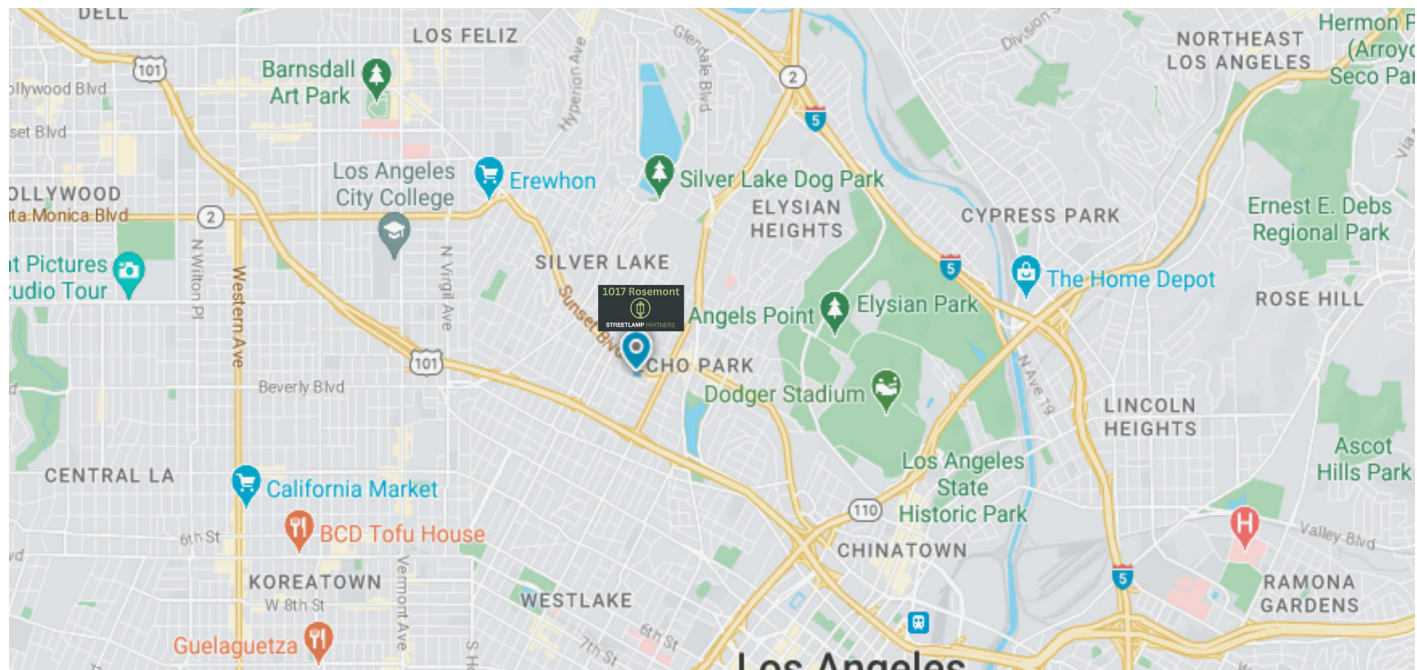 DELL
LOS FELIZ
Hyperion Ave
Glendale Blvd
NORTHEAST
LOS ANGELES
Hermon P
(Arroyo
Seco Par
101
2
5
Barnsdall
Art Park
ollywood Blvd
set Blvd
Los Angeles
City College
Erewhon
Silver Lake Dog Park
ELYSIAN
HEIGHTS
CYPRESS PARK
Ernest E. Debs
Regional Park
Via
OLLYWOOD
ta Monica Blvd
2
N Wilton Pl
Western Ave
N Virgil Ave
SILVER LAKE
Sunset Blvd
nt Pictures
tudio Tour
1017 Rosemont
STREETLAMP PARTNERS
5
The Home Depot
ROSE HILL
Angels Point
Elysian Park
101
CHO PARK
Dodger Stadium
N Ave 19
Beverly Blvd
LINCOLN
HEIGHTS
Ascot
Hills Park
CENTRAL LA
California Market
Los Angeles
State
Historic Park
110
6th St
BCD Tofu House
H
Valley Blvd
CHINATOWN
KOREATOWN
W 8th St
Vermont Ave
WESTLAKE
5
RAMONA
GARDENS
Guelaguetza
7th St
6th St
Los Angeles